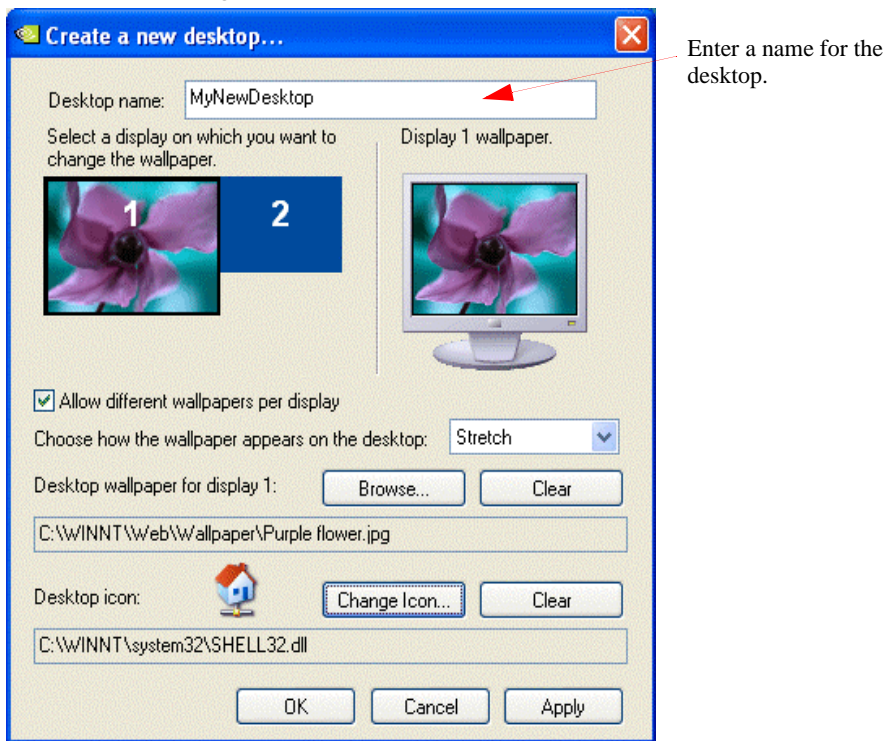 Create a new desktop...
Enter a name for the
desktop.
Desktop name: MyNewDesktop
Select a display on which you want to
change the wallpaper.
Display 1 wallpaper.
1
2
Allow different wallpapers per display
Choose how the wallpaper appears on the desktop: Stretch
Desktop wallpaper for display 1: Browse... Clear
C:\WINNT\Web\Wallpaper\Purple flower.jpg
Desktop icon: Change Icon... Clear
C:\WINNT\system32\SHELL32.dll
OK Cancel Apply